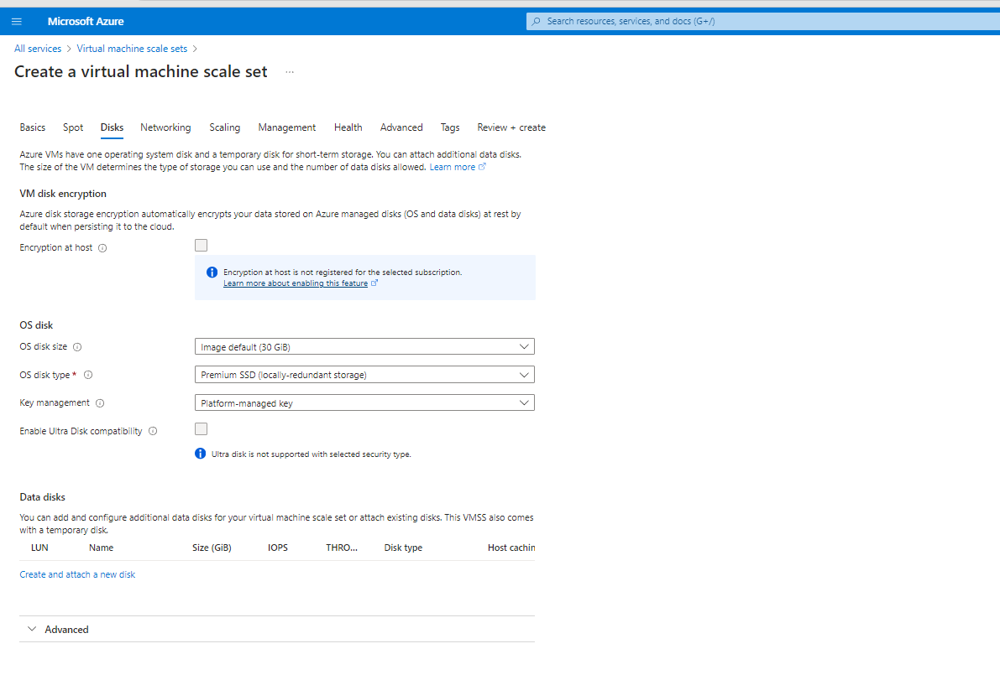 Microsoft Azure
Search resources, services, and docs (G+/)
All services > Virtual machine scale sets >
Create a virtual machine scale set ...
Basics Spot Disks Networking Scaling Management Health Advanced Tags Review + create
Azure VMs have one operating system disk and a temporary disk for short-term storage. You can attach additional data disks.
The size of the VM determines the type of storage you can use and the number of data disks allowed. Learn more
VM disk encryption
Azure disk storage encryption automatically encrypts your data stored on Azure managed disks (OS and data disks) at rest by
default when persisting it to the cloud.
Encryption at host
Encryption at host is not registered for the selected subscription.
Learn more about enabling this feature
OS disk
OS disk size
Image default (30 GiB)
OS disk type *
Premium SSD (locally-redundant storage)
Key management
Platform-managed key
Enable Ultra Disk compatibility
Ultra disk is not supported with selected security type.
Data disks
You can add and configure additional data disks for your virtual machine scale set or attach existing disks. This VMSS also comes
with a temporary disk.
LUN Name Size (GiB) IOPS THRO... Disk type Host cachin
Create and attach a new disk
Advanced